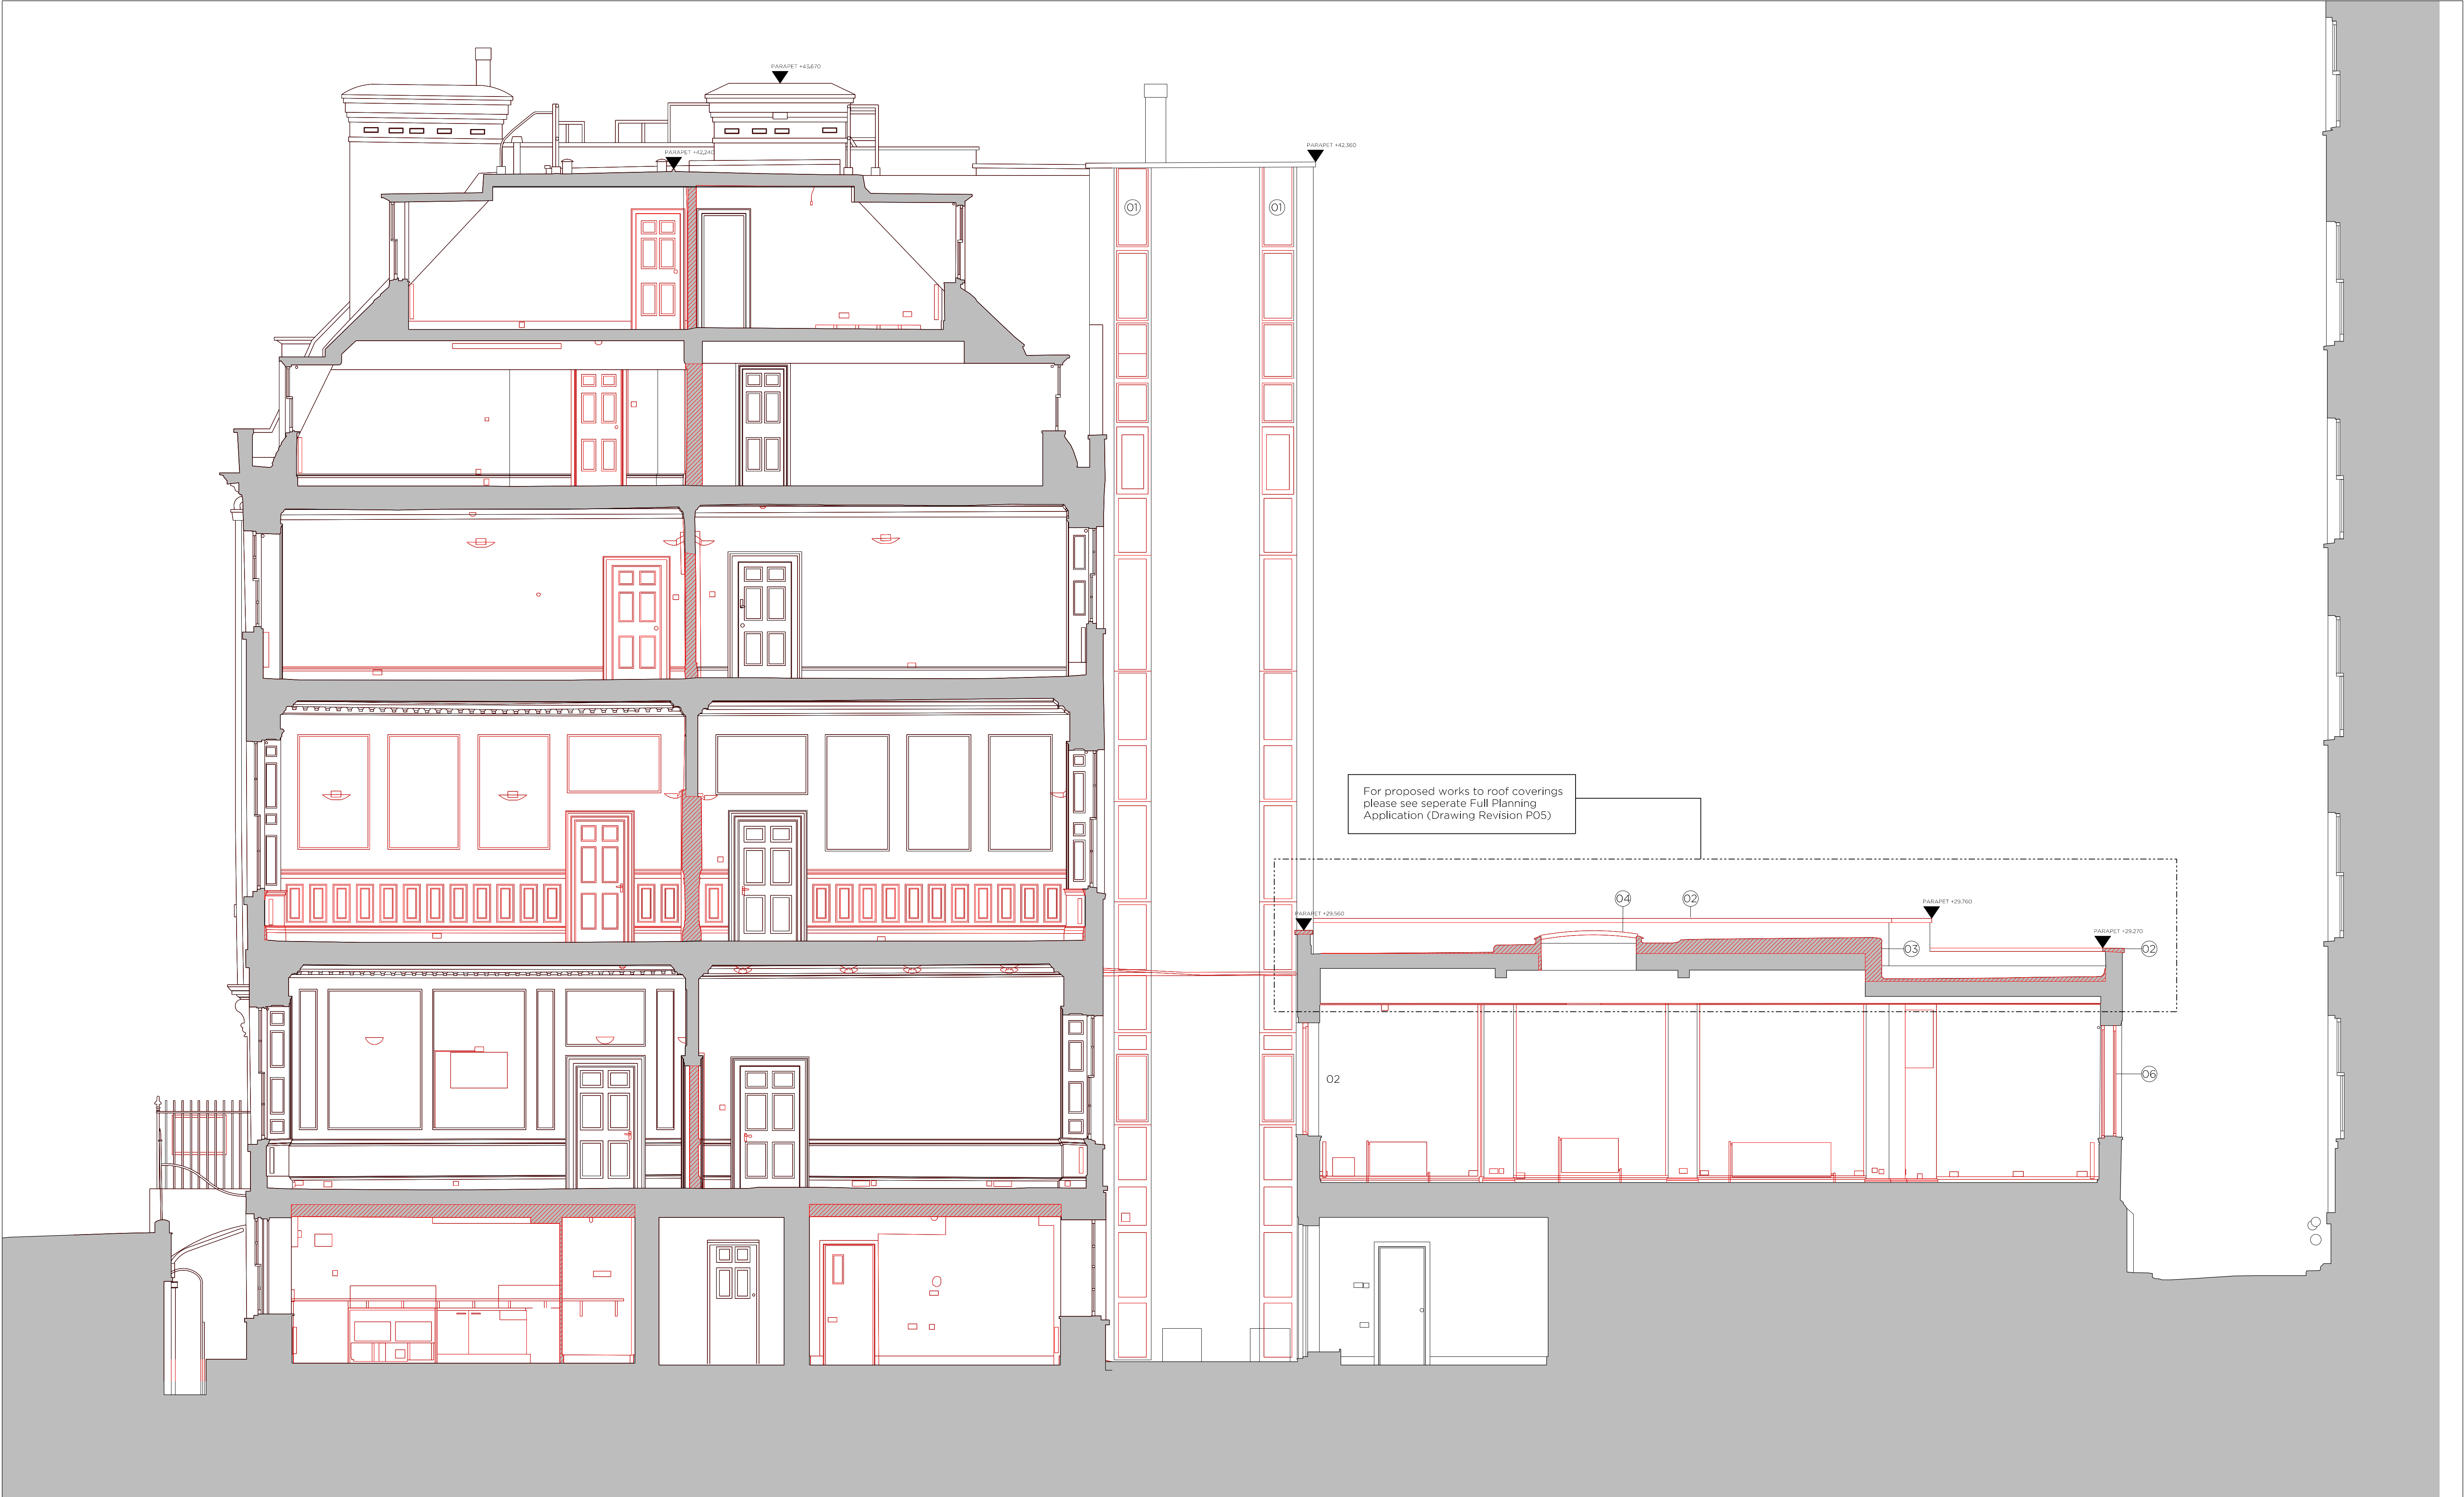 PARAPET +43,670
PARAPET +42,240
PARAPET +42,360
01
01
For proposed works to roof coverings
please see seperate Full Planning
Application (Drawing Revision P05)
04
02
PARAPET +29,560
PARAPET +29,760
PARAPET +29,270
03
02
02
06